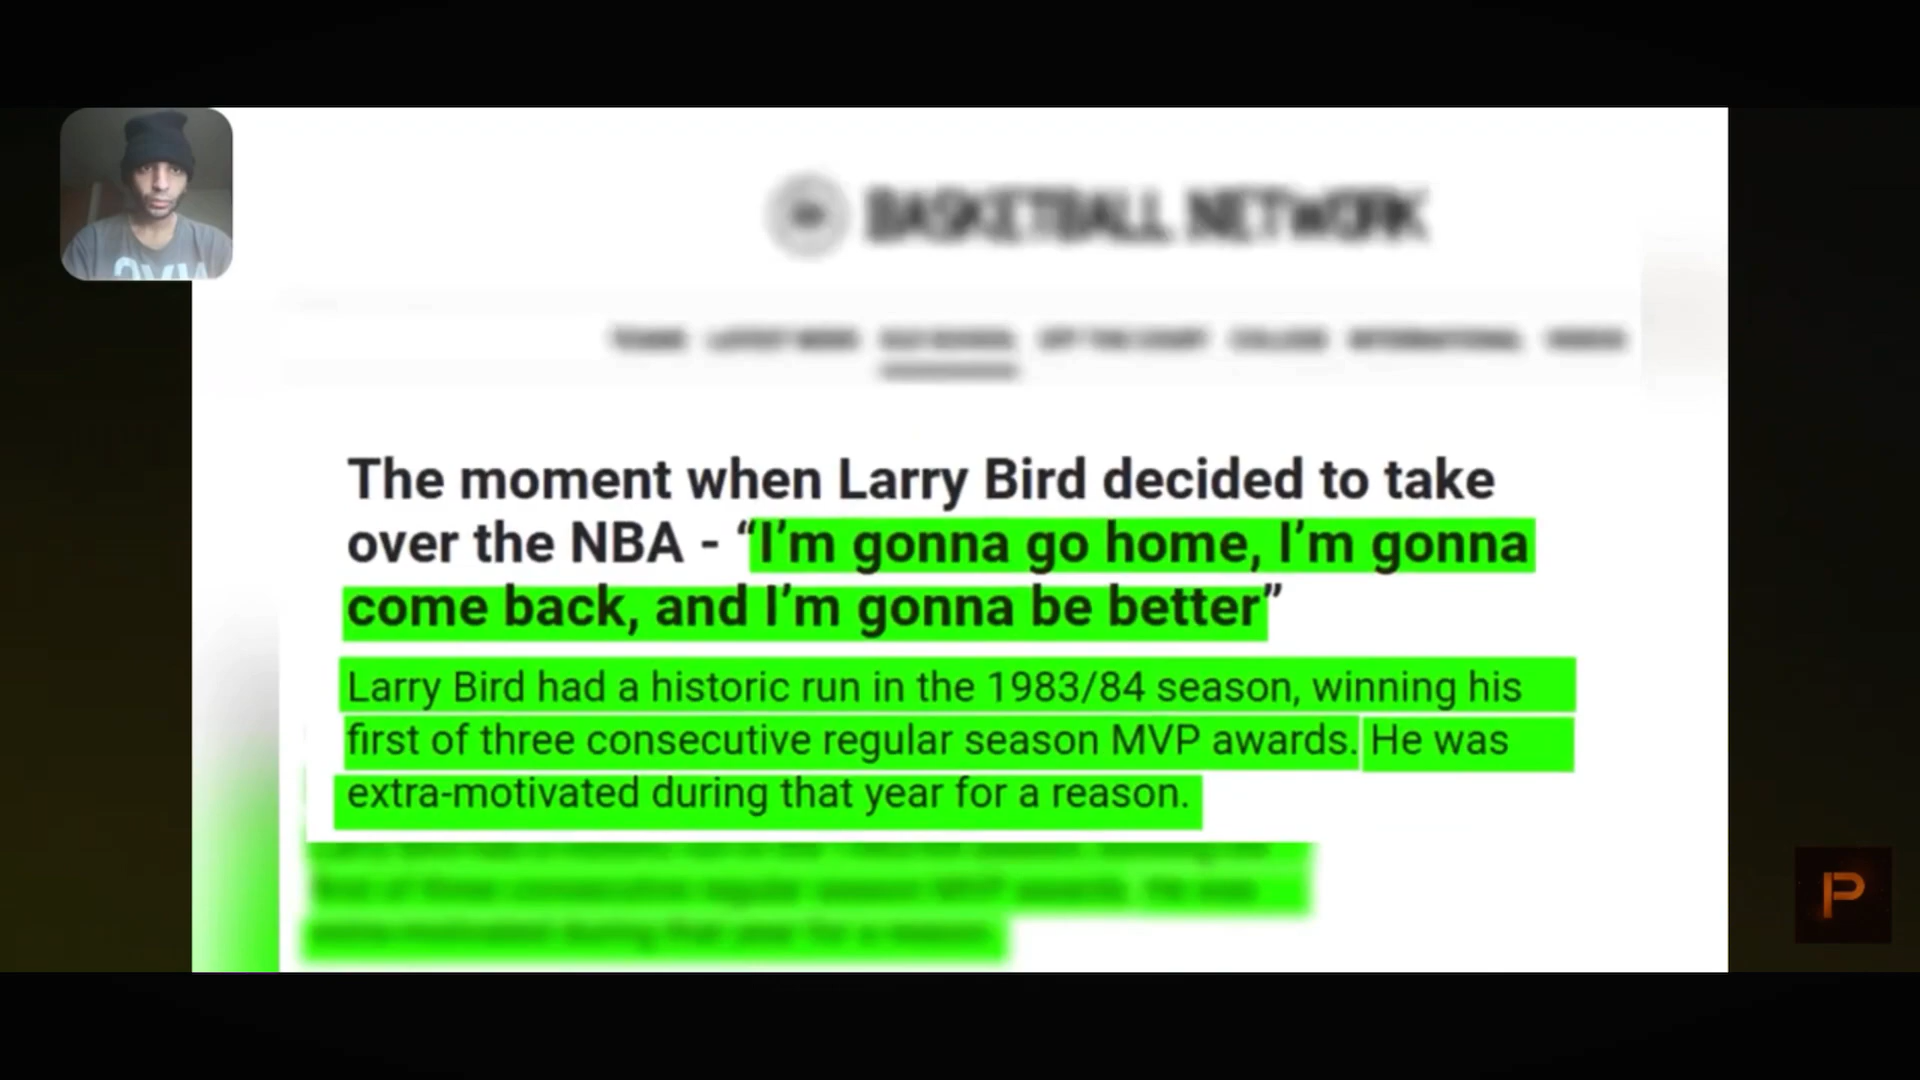 BASKETBALL NETWORK
The moment when Larry Bird decided to take
over the NBA - “I’m gonna go home, I’m gonna
come back, and I’m gonna be better”
Larry Bird had a historic run in the 1983/84 season, winning his
first of three consecutive regular season MVP awards. He was
extra-motivated during that year for a reason.
P